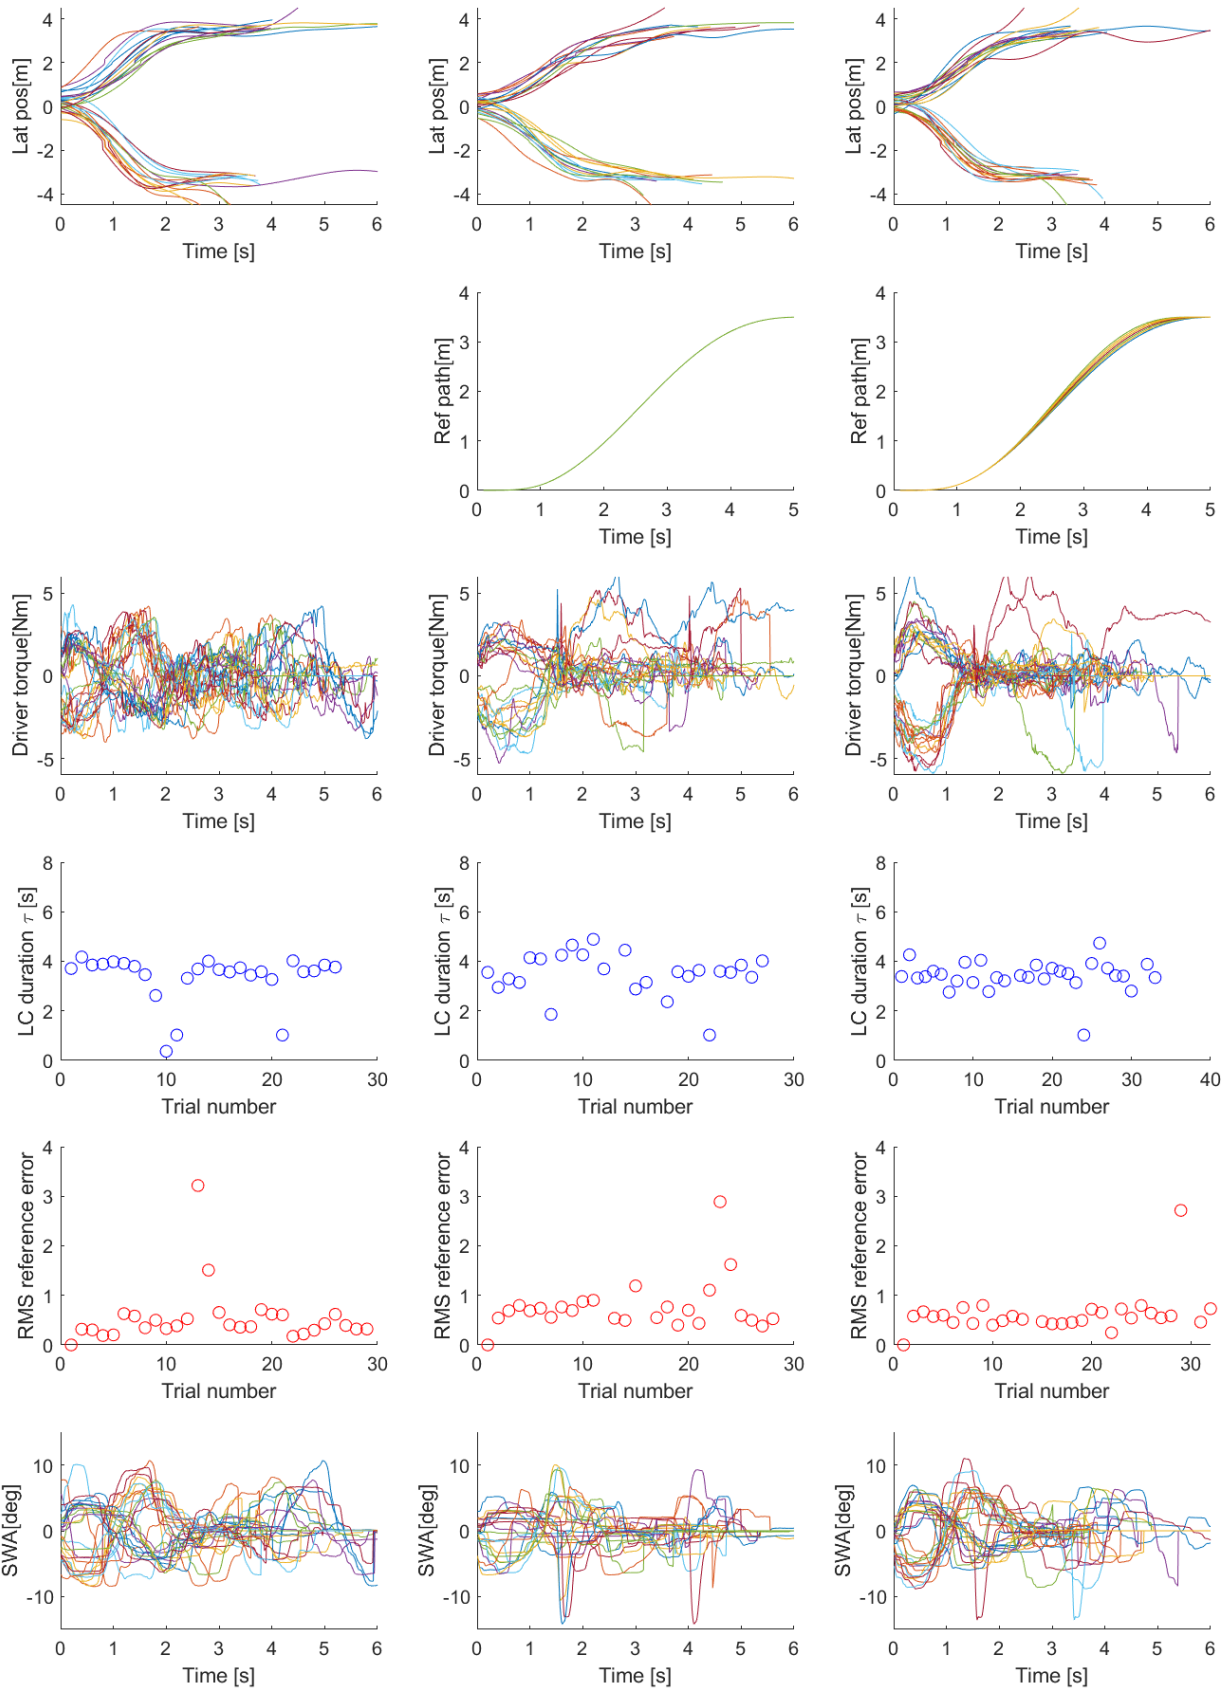 Lat pos[m]
4
2
0
-2
-4
0 1 2 3 4 5 6
Time [s]
Lat pos[m]
4
2
0
-2
-4
0 1 2 3 4 5 6
Time [s]
Lat pos[m]
4
2
0
-2
-4
0 1 2 3 4 5 6
Time [s]
Ref path[m]
4
3
2
1
0
0 1 2 3 4 5
Time [s]
Ref path[m]
4
3
2
1
0
0 1 2 3 4 5
Time [s]
Driver torque[Nm]
5
0
-5
0 1 2 3 4 5 6
Time [s]
Driver torque[Nm]
5
0
-5
0 1 2 3 4 5 6
Time [s]
Driver torque[Nm]
5
0
-5
0 1 2 3 4 5 6
Time [s]
LC duration τ [s]
8
6
4
2
0
0 10 20 30
Trial number
LC duration τ [s]
8
6
4
2
0
0 10 20 30
Trial number
LC duration τ [s]
8
6
4
2
0
0 10 20 30 40
Trial number
RMS reference error
4
3
2
1
0
0 10 20 30
Trial number
RMS reference error
4
3
2
1
0
0 10 20 30
Trial number
RMS reference error
4
3
2
1
0
0 10 20 30
Trial number
SWA[deg]
10
0
-10
0 1 2 3 4 5 6
Time [s]
SWA[deg]
10
0
-10
0 1 2 3 4 5 6
Time [s]
SWA[deg]
10
0
-10
0 1 2 3 4 5 6
Time [s]